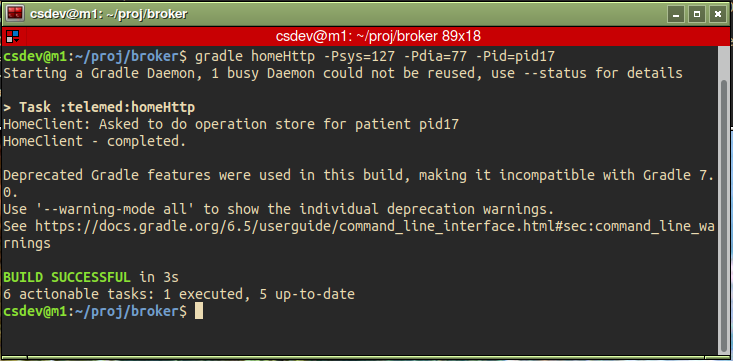 csdev@m1: ~/proj/broker
csdev@m1: ~/proj/broker 89x18
csdev@m1:~/proj/broker$ gradle homeHttp -Psys=127 -Pdia=77 -Pid=pid17
Starting a Gradle Daemon, 1 busy Daemon could not be reused, use --status for details
> Task :telemed:homeHttp
HomeClient: Asked to do operation store for patient pid17
HomeClient - completed.
Deprecated Gradle features were used in this build, making it incompatible with Gradle 7.
0.
Use '--warning-mode all' to show the individual deprecation warnings.
See https://docs.gradle.org/6.5/userguide/command_line_interface.html#sec:command_line_wa
rnings
BUILD SUCCESSFUL in 3s
6 actionable tasks: 1 executed, 5 up-to-date
csdev@m1:~/proj/broker$